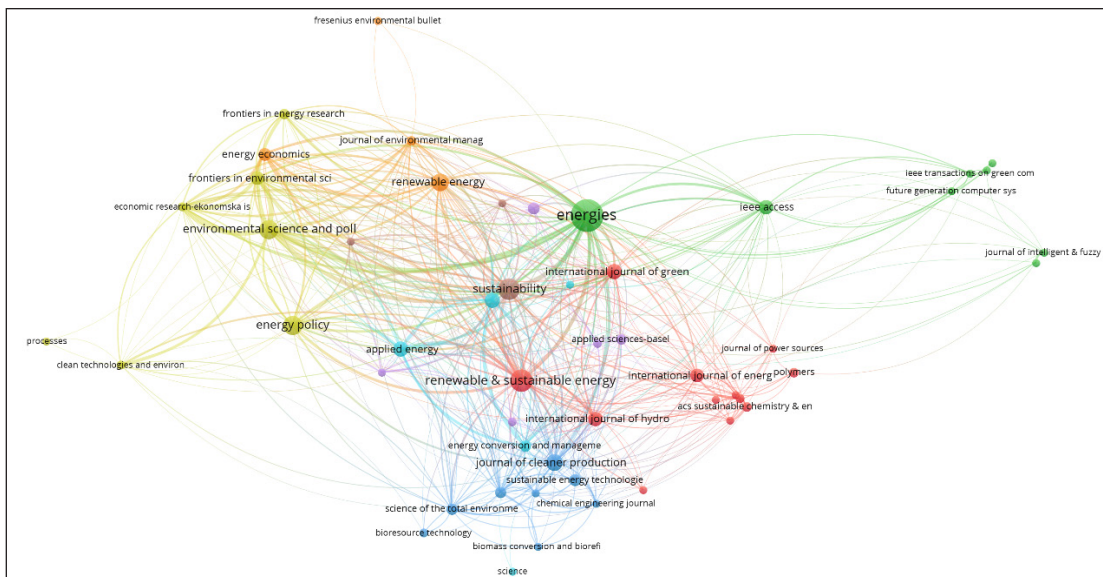 fresenius environmental bullet
frontiers in energy research
journal of environmental manag
energy economics
ieee transactions on green com
frontiers in environmental sci
renewable energy
future generation computer sys
economic research-ekonomska is
energies
ieee access
environmental science and poll
journal of intelligent & fuzzy
international journal of green
sustainability
energy policy
applied sciences-basel
processes
applied energy
journal of power sources
clean technologies and environ
renewable & sustainable energy
international journal of energ
polymers
acs sustainable chemistry & en
international journal of hydro
energy conversion and manageme
journal of cleaner production
sustainable energy technologie
chemical engineering journal
science of the total environme
bioresource technology
biomass conversion and biorefi
science